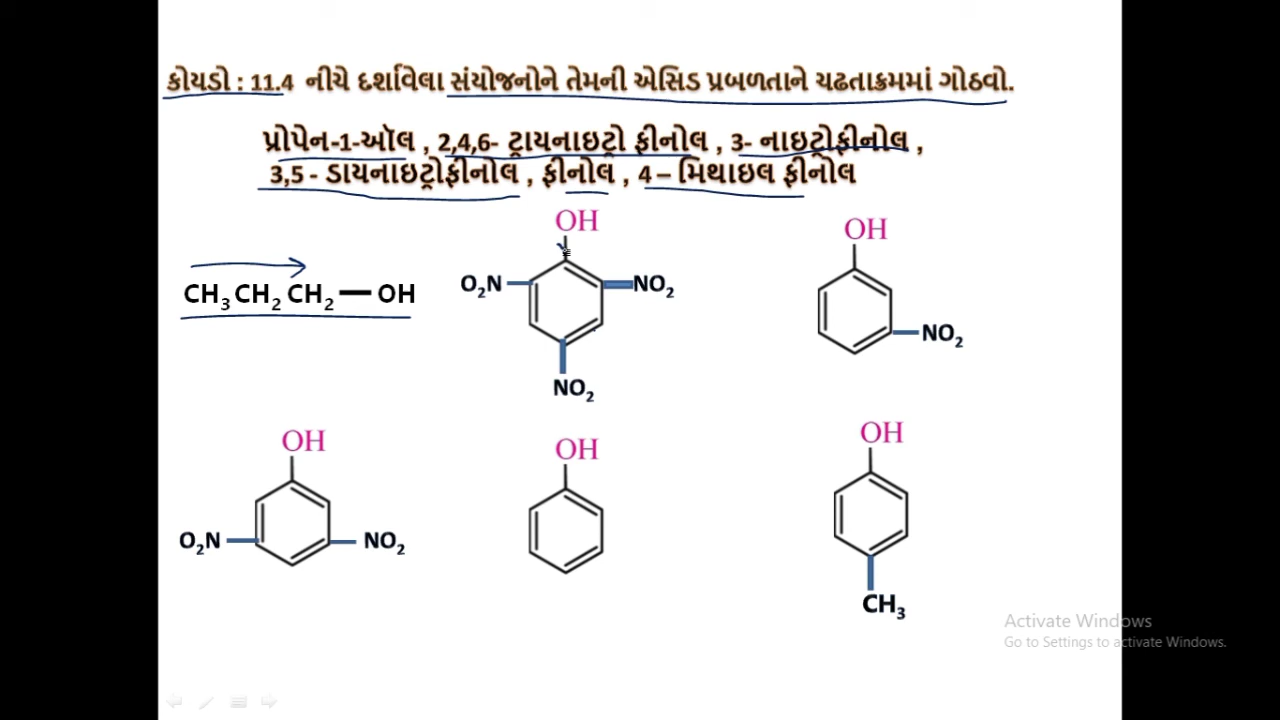 કોયડો : 11.4 નીચે દર્શાવેલા સંયોજનોને તેમની એસિડ પ્રબળતાને ચઢતાક્રમમાં ગોઠવો.
પ્રોપેન-1-ઑલ , 2,4,6- ટ્રાયનાઇટ્રો ફીનોલ , 3- નાઇટ્રોફીનોલ ,
3,5 - ડાયનાઇટ્રોફીનોલ , ફીનોલ , 4 – મિથાઇલ ફીનોલ
OH
OH
O₂N
NO₂
CH₃CH₂CH₂ — OH
NO₂
NO₂
OH
OH
OH
O₂N
NO₂
CH₃
Activate Windows
Go to Settings to activate Windows.